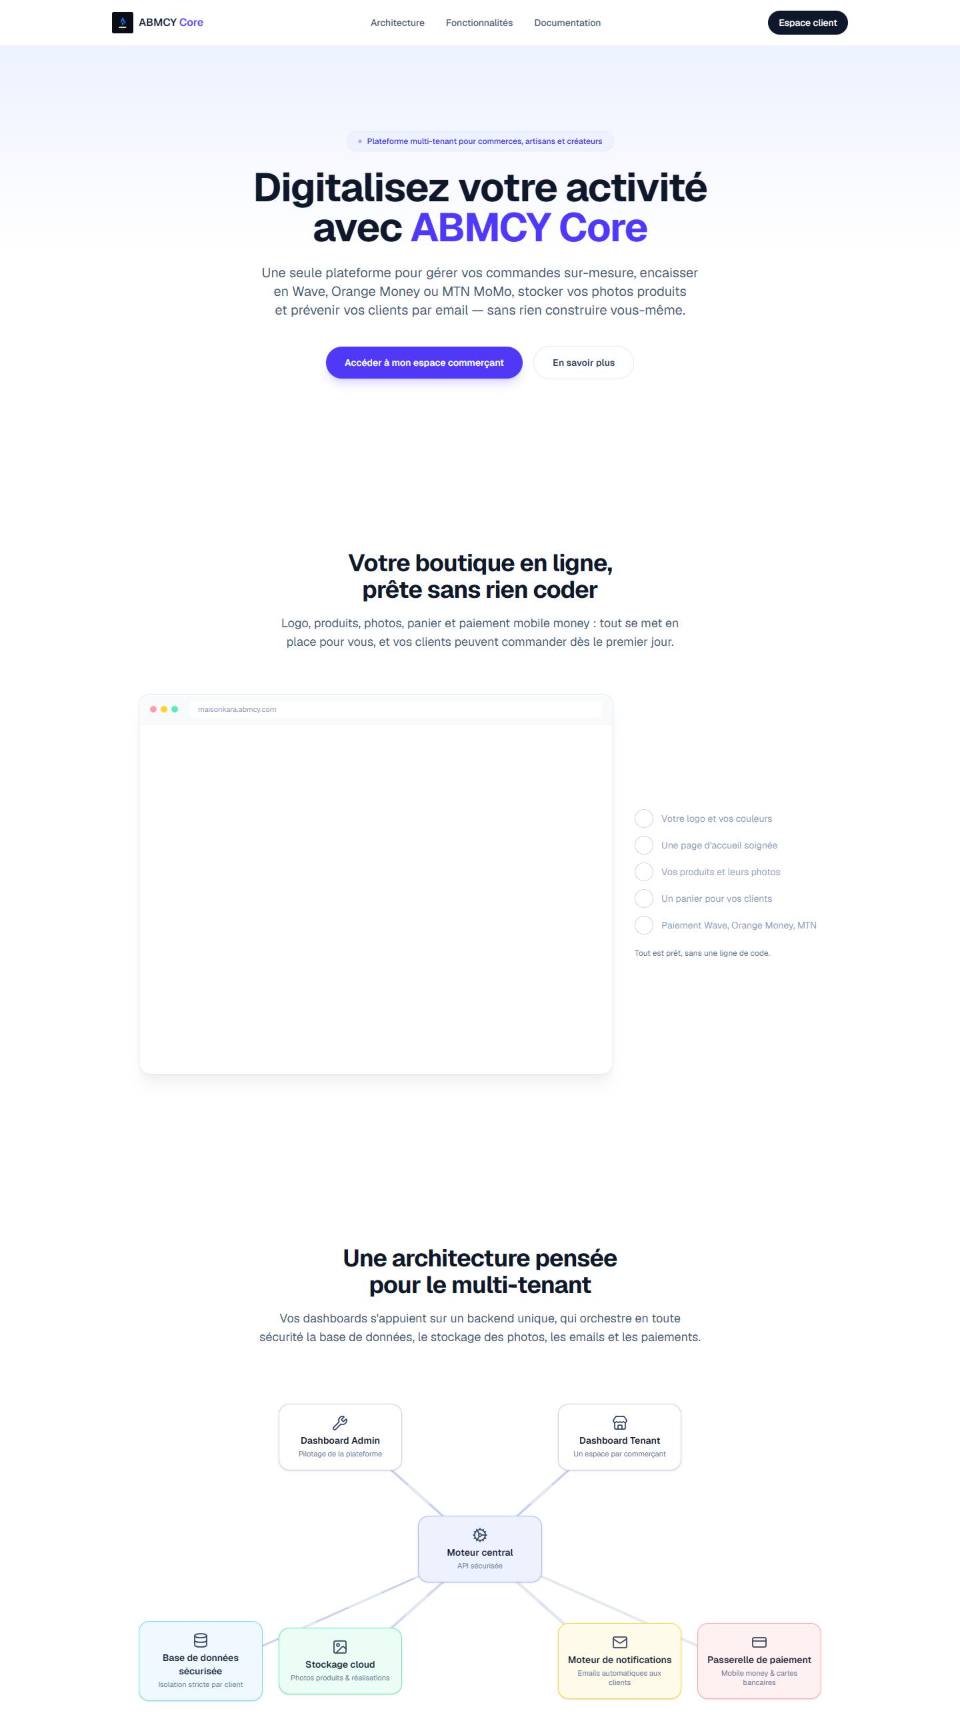 ABMCY Core
Architecture
Fonctionnalités
Documentation
Espace client
Plateforme multi-tenant pour commerces, artisans et créateurs
Digitalisez votre activité
avec ABMCY Core
Une seule plateforme pour gérer vos commandes sur-mesure, encaisser
en Wave, Orange Money ou MTN MoMo, stocker vos photos produits
et prévenir vos clients par email — sans rien construire vous-même.
Accéder à mon espace commerçant
En savoir plus
Votre boutique en ligne,
prête sans rien coder
Logo, produits, photos, panier et paiement mobile money : tout se met en
place pour vous, et vos clients peuvent commander dès le premier jour.
maisonkara.abmcy.com
Votre logo et vos couleurs
Une page d'accueil soignée
Vos produits et leurs photos
Un panier pour vos clients
Paiement Wave, Orange Money, MTN
Tout est prêt, sans une ligne de code.
Une architecture pensée
pour le multi-tenant
Vos dashboards s'appuient sur un backend unique, qui orchestre en toute
sécurité la base de données, le stockage des photos, les emails et les paiements.
Dashboard Admin
Pilotage de la plateforme
Dashboard Tenant
Un espace par commerçant
Moteur central
API sécurisée
Base de données
sécurisée
Isolation stricte par client
Stockage cloud
Photos produits & réalisations
Moteur de notifications
Emails automatiques aux
clients
Passerelle de paiement
Mobile money & cartes
bancaires